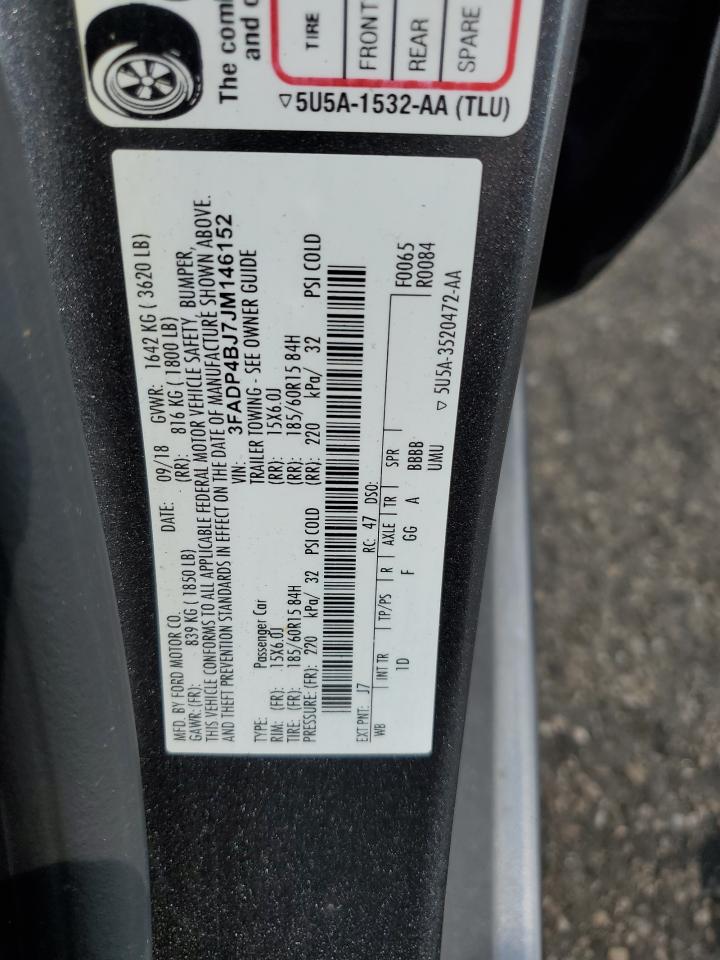 The comb
and o
TIRE
FRONT
REAR
SPARE
▽5U5A-1532-AA (TLU)
MFD. BY FORD MOTOR CO.
DATE: 09/18 GVWR: 1642 KG ( 3620 LB)
GAWR: (FR): 839 KG ( 1850 LB) (RR): 816 KG ( 1800 LB)
THIS VEHICLE CONFORMS TO ALL APPLICABLE FEDERAL MOTOR VEHICLE SAFETY, BUMPER,
AND THEFT PREVENTION STANDARDS IN EFFECT ON THE DATE OF MANUFACTURE SHOWN ABOVE.
VIN: 3FADP4BJ7JM146152
TYPE: Passenger Car TRAILER TOWING - SEE OWNER GUIDE
RIM: (FR): 15X6.0J (RR): 15X6.0J
TIRE: (FR): 185/60R15 84H (RR): 185/60R15 84H
PRESSURE: (FR): 220 kPa/ 32 PSI COLD (RR): 220 kPa/ 32 PSI COLD
EXT PNT: J7 RC: 47 DSO: F0065
WB INT TR TP/PS R AXLE TR SPR R0084
1D F GG A BBBB
UMU ▽ 5U5A-3520472-AA